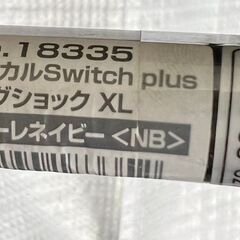 .18335
カルSwitch plus
グショック XL
ーレネイビー <NB>